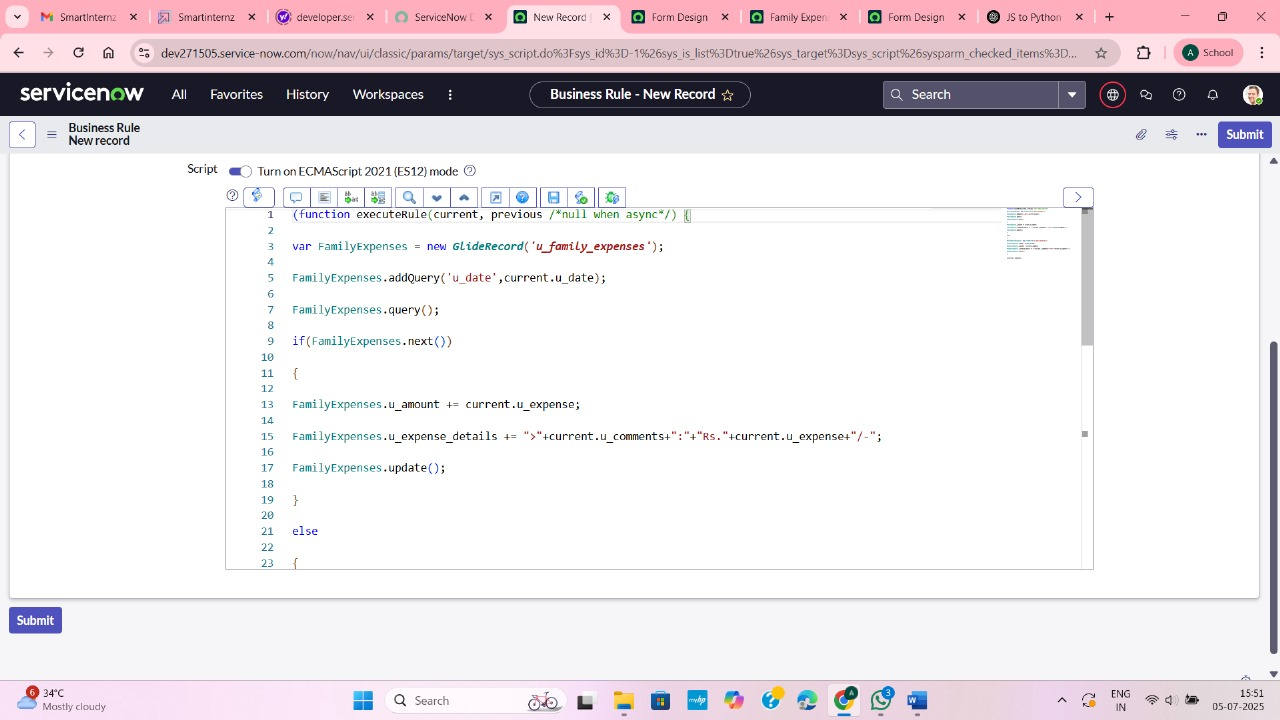 SmartInternz
SmartInternz
developer.ser
ServiceNow D
New Record |
Form Design
Family Expen
Form Design
JS to Python
dev271505.service-now.com/now/nav/ui/classic/params/target/sys_script.do%3Fsys_id%3D-1%26sys_is_list%3Dtrue%26sys_target%3Dsys_script%26sysparm_checked_items%3D...
A School
servicenow All Favorites History Workspaces Business Rule - New Record Search
Business Rule
New record
Submit
Script Turn on ECMAScript 2021 (ES12) mode
1 (function executeRule(current, previous /*null when async*/) {
2
3 var FamilyExpenses = new GlideRecord('u_family_expenses');
4
5 FamilyExpenses.addQuery('u_date',current.u_date);
6
7 FamilyExpenses.query();
8
9 if(FamilyExpenses.next())
10
11 {
12
13 FamilyExpenses.u_amount += current.u_expense;
14
15 FamilyExpenses.u_expense_details += ">"+current.u_comments+":"+"Rs."+current.u_expense+"/-";
16
17 FamilyExpenses.update();
18
19 }
20
21 else
22
23 {
Submit
6
34°C
Mostly cloudy
Search
A
3
ENG
IN
15:51
05-07-2025